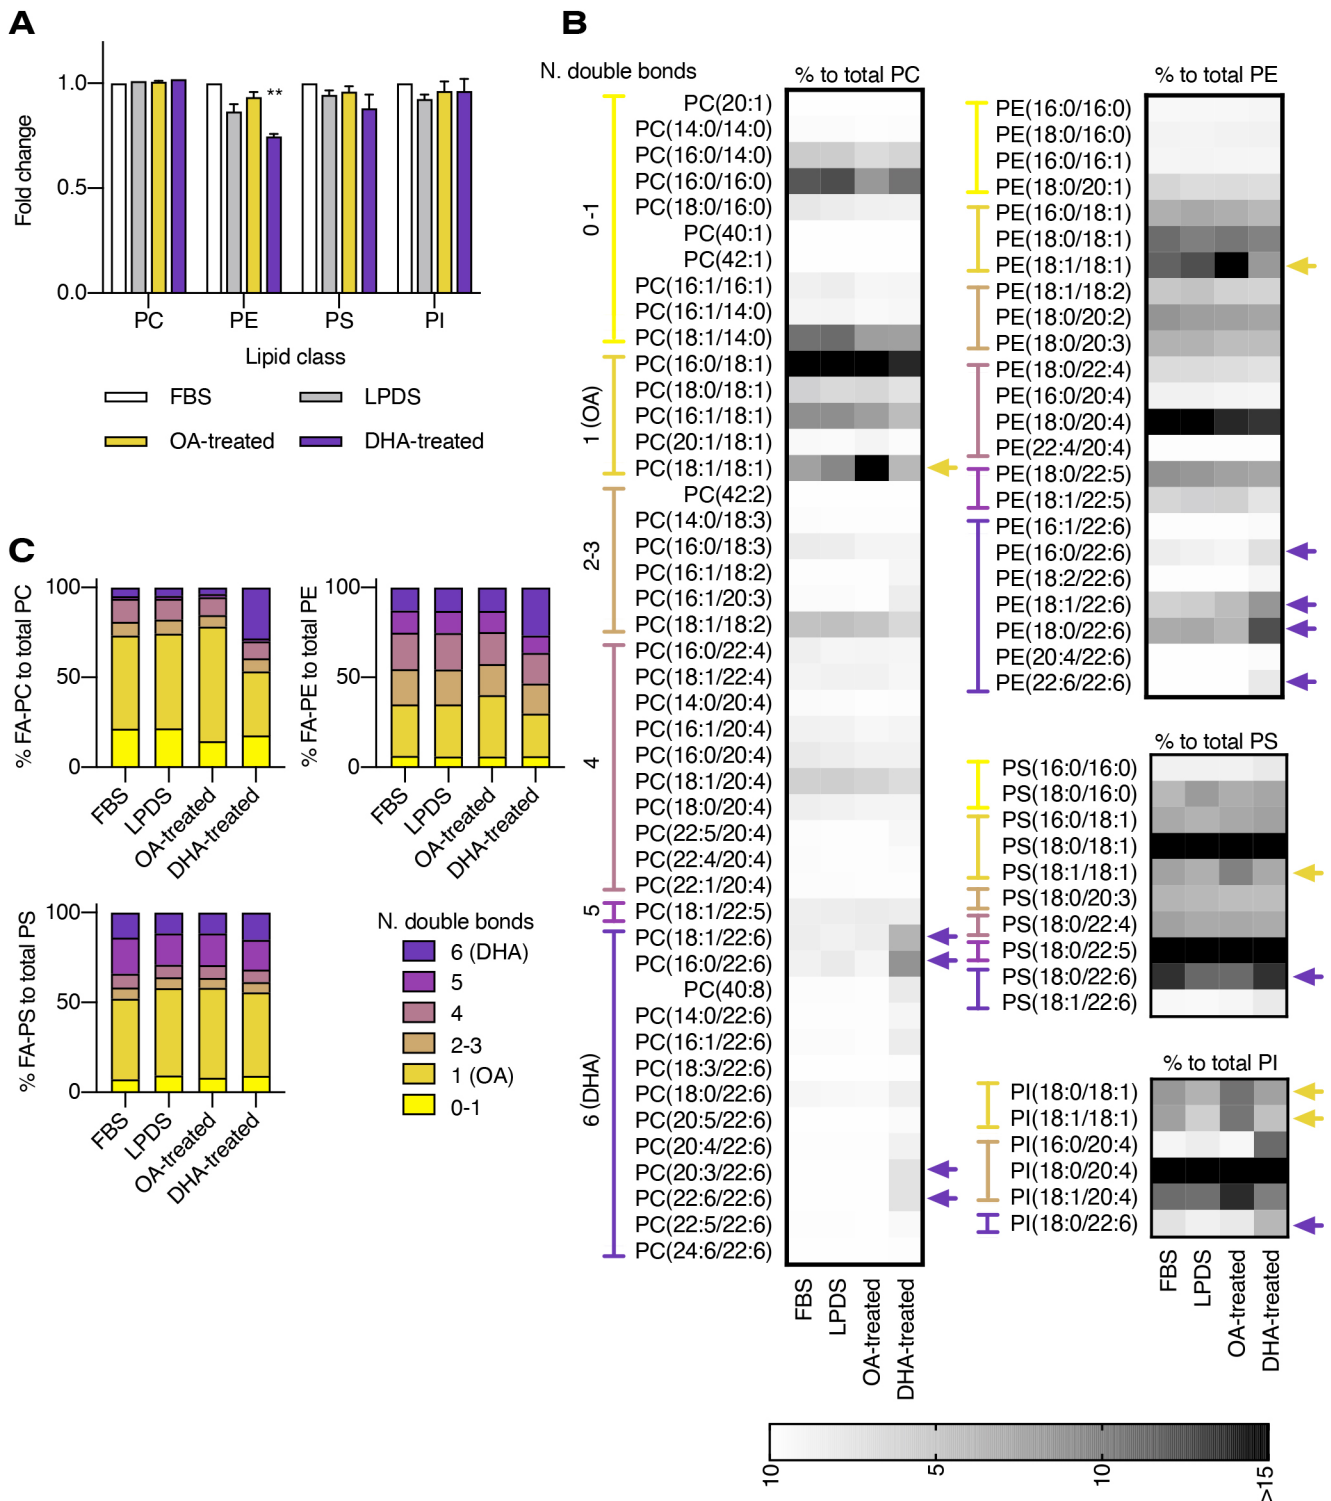 A
1.0
0.5
0.0
Fold change
**
PC PE PS PI
Lipid class
FBS LPDS
OA-treated DHA-treated
B
N. double bonds
% to total PC
0 -1
1 (OA)
2-3
4
5
6 (DHA)
PC(20:1)
PC(14:0/14:0)
PC(16:0/14:0)
PC(16:0/16:0)
PC(18:0/16:0)
PC(40:1)
PC(42:1)
PC(16:1/16:1)
PC(16:1/14:0)
PC(18:1/14:0)
PC(16:0/18:1)
PC(18:0/18:1)
PC(16:1/18:1)
PC(20:1/18:1)
PC(18:1/18:1)
PC(42:2)
PC(14:0/18:3)
PC(16:0/18:3)
PC(16:1/18:2)
PC(16:1/20:3)
PC(18:1/18:2)
PC(16:0/22:4)
PC(18:1/22:4)
PC(14:0/20:4)
PC(16:1/20:4)
PC(16:0/20:4)
PC(18:1/20:4)
PC(18:0/20:4)
PC(22:5/20:4)
PC(22:4/20:4)
PC(22:1/20:4)
PC(18:1/22:5)
PC(18:1/22:6)
PC(16:0/22:6)
PC(40:8)
PC(14:0/22:6)
PC(16:1/22:6)
PC(18:3/22:6)
PC(18:0/22:6)
PC(20:5/22:6)
PC(20:4/22:6)
PC(20:3/22:6)
PC(22:6/22:6)
PC(22:5/22:6)
PC(24:6/22:6)
FBS
LPDS
OA-treated
DHA-treated
% to total PE
PE(16:0/16:0)
PE(18:0/16:0)
PE(16:0/16:1)
PE(18:0/20:1)
PE(16:0/18:1)
PE(18:0/18:1)
PE(18:1/18:1)
PE(18:1/18:2)
PE(18:0/20:2)
PE(18:0/20:3)
PE(18:0/22:4)
PE(16:0/20:4)
PE(18:0/20:4)
PE(22:4/20:4)
PE(18:0/22:5)
PE(18:1/22:5)
PE(16:1/22:6)
PE(16:0/22:6)
PE(18:2/22:6)
PE(18:1/22:6)
PE(18:0/22:6)
PE(20:4/22:6)
PE(22:6/22:6)
% to total PS
PS(16:0/16:0)
PS(18:0/16:0)
PS(16:0/18:1)
PS(18:0/18:1)
PS(18:1/18:1)
PS(18:0/20:3)
PS(18:0/22:4)
PS(18:0/22:5)
PS(18:0/22:6)
PS(18:1/22:6)
% to total PI
PI(18:0/18:1)
PI(18:1/18:1)
PI(16:0/20:4)
PI(18:0/20:4)
PI(18:1/20:4)
PI(18:0/22:6)
FBS
LPDS
OA-treated
DHA-treated
10
5
10
>15
C
% FA-PC to total PC
100
50
0
FBS
LPDS
OA-treated
DHA-treated
% FA-PE to total PE
100
50
0
FBS
LPDS
OA-treated
DHA-treated
% FA-PS to total PS
100
50
0
FBS
LPDS
OA-treated
DHA-treated
N. double bonds
6 (DHA)
5
4
2-3
1 (OA)
0-1